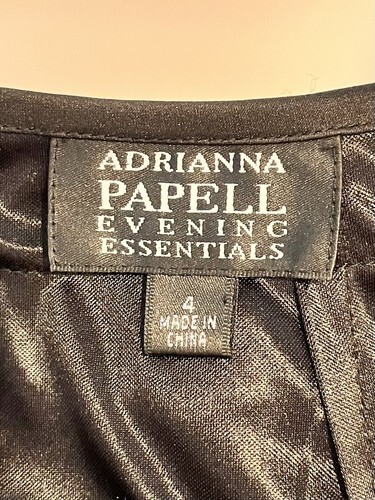 ADRIANNA
PAPELL
EVENING
ESSENTIALS
4
MADE IN
CHINA